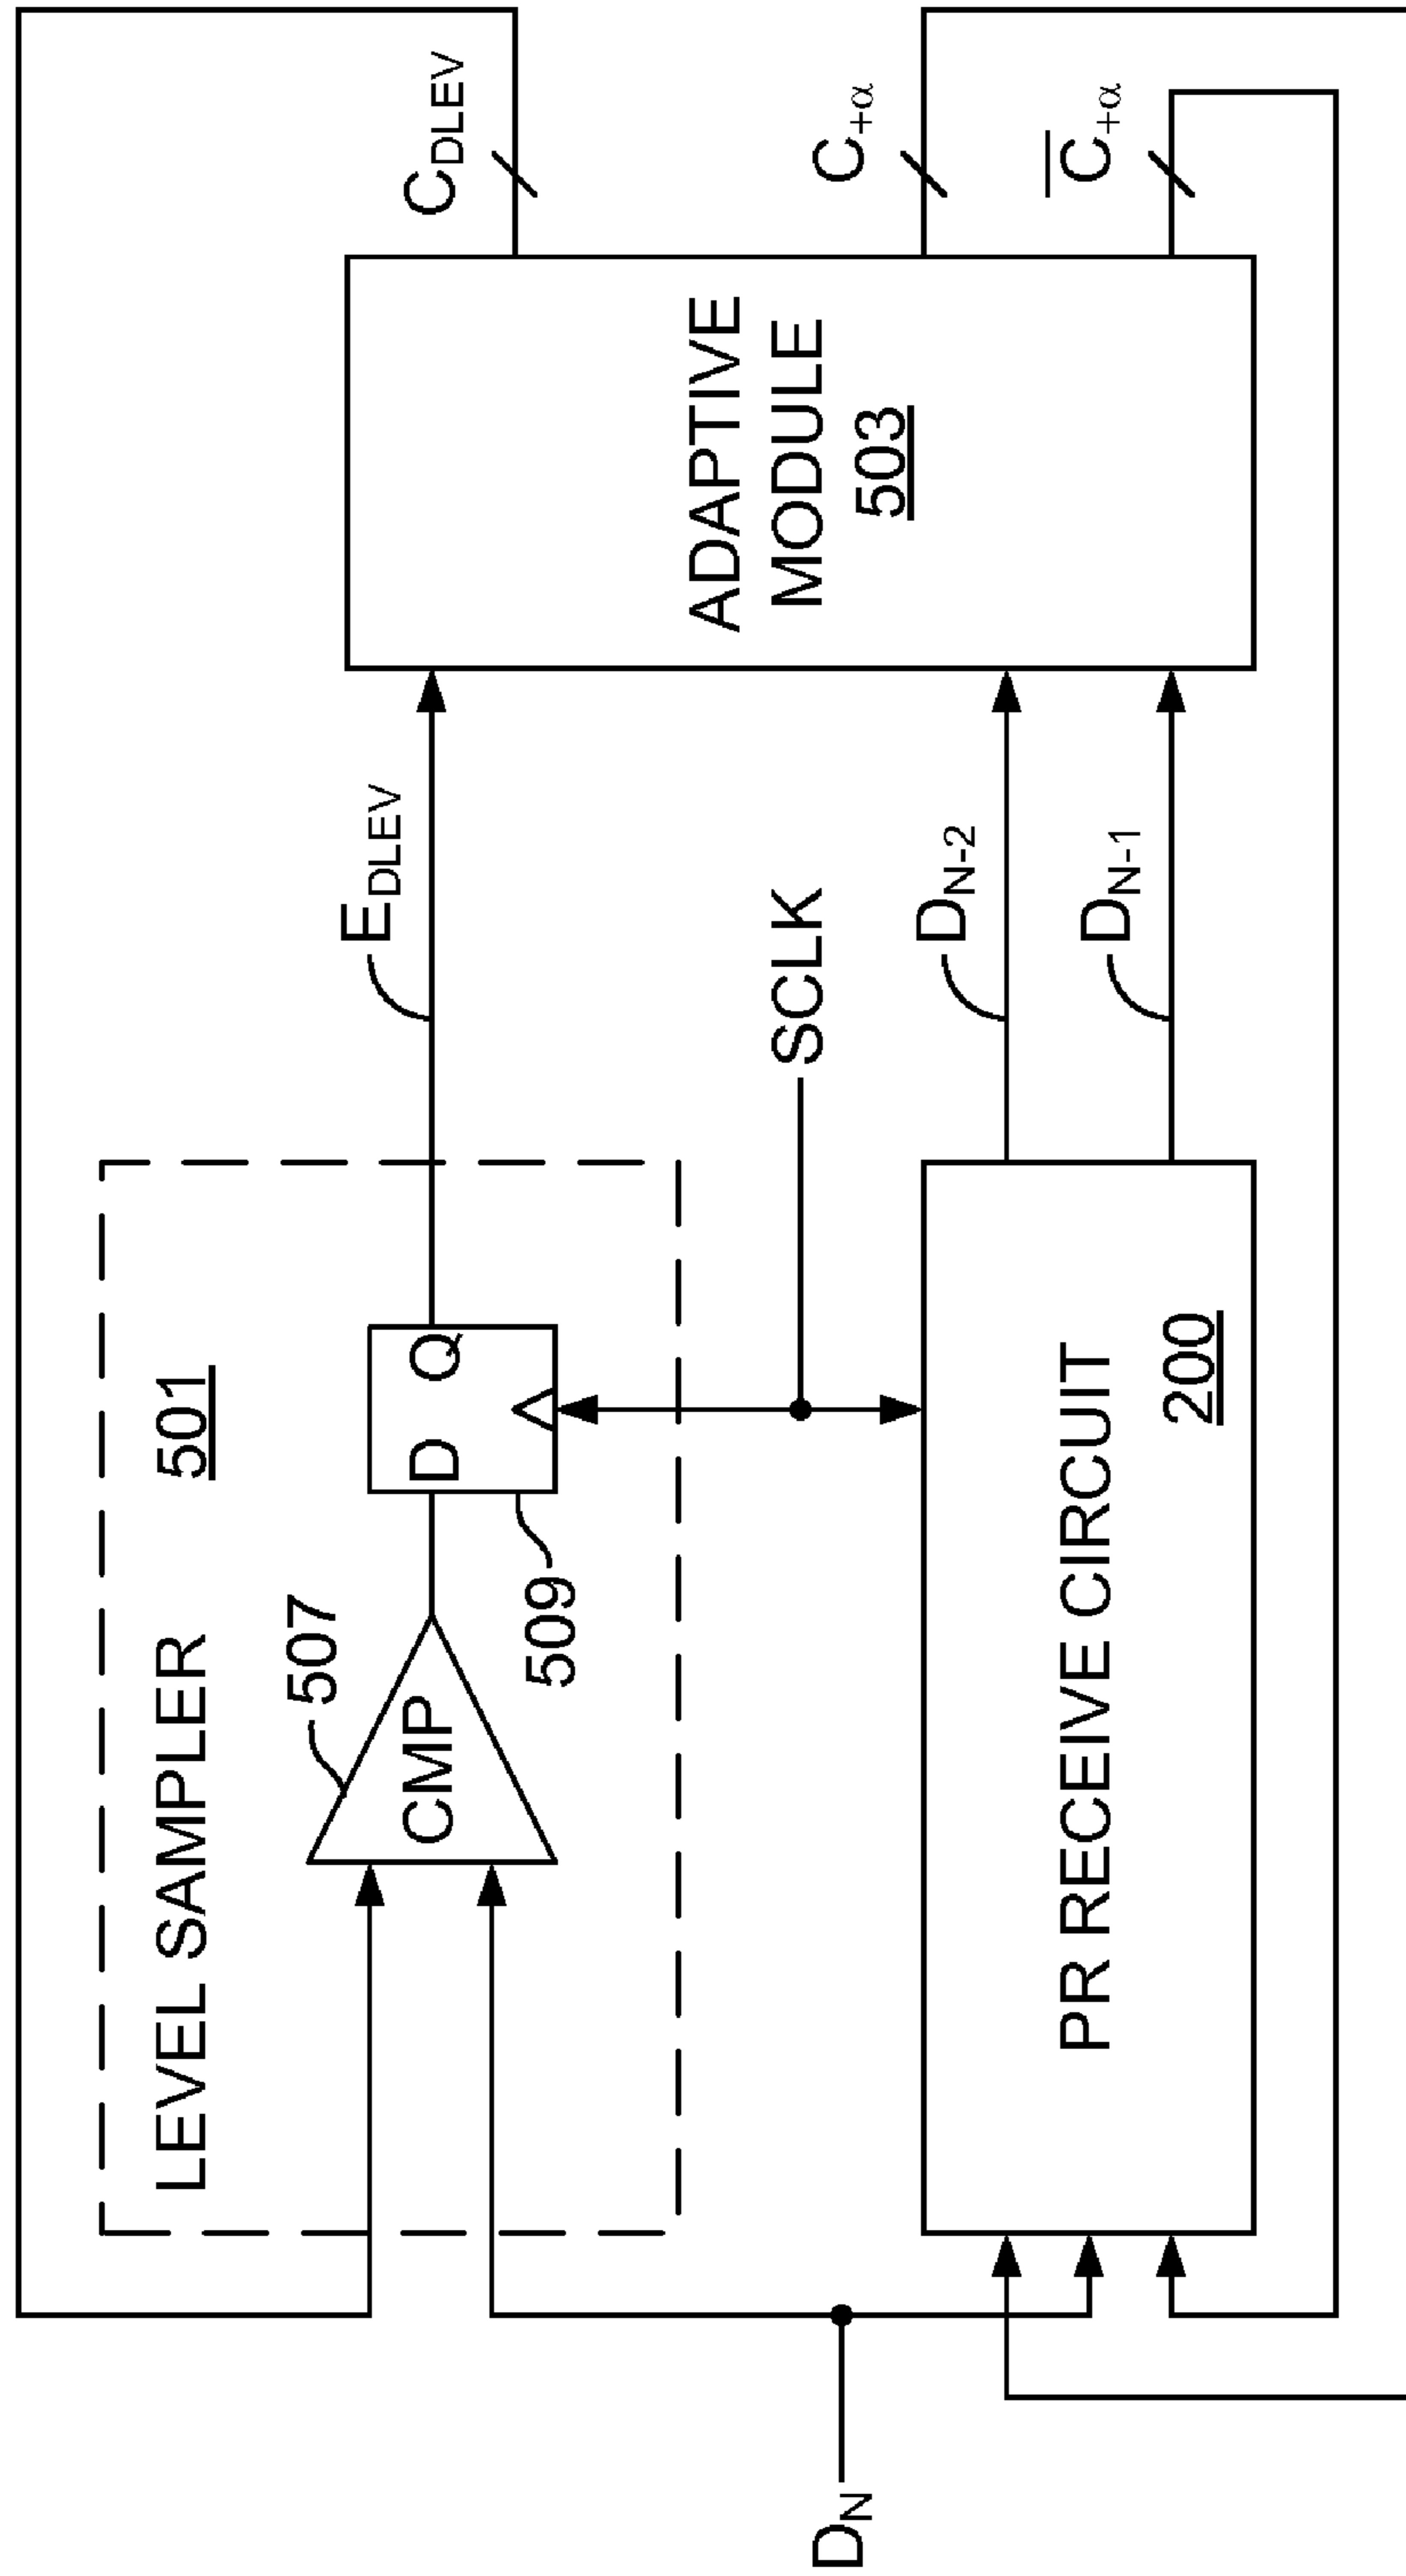 LEVEL SAMPLER 501
507
CMP
D Q
509
E_DLEV
C_DLEV
ADAPTIVE
MODULE
503
SCLK
D_N
D_N-2
D_N-1
C_+α
C̅_+α
PR RECEIVE CIRCUIT
200